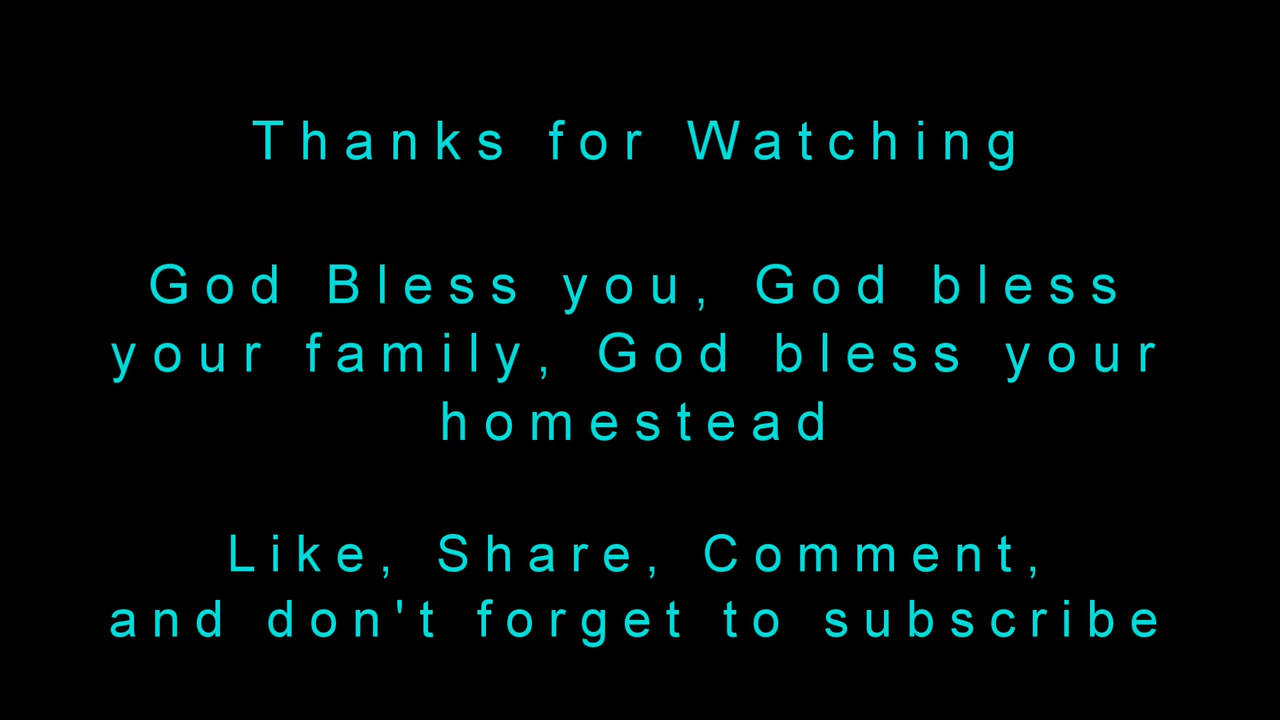 Thanks for Watching
God Bless you, God bless
your family, God bless your
homestead
Like, Share, Comment,
and don't forget to subscribe